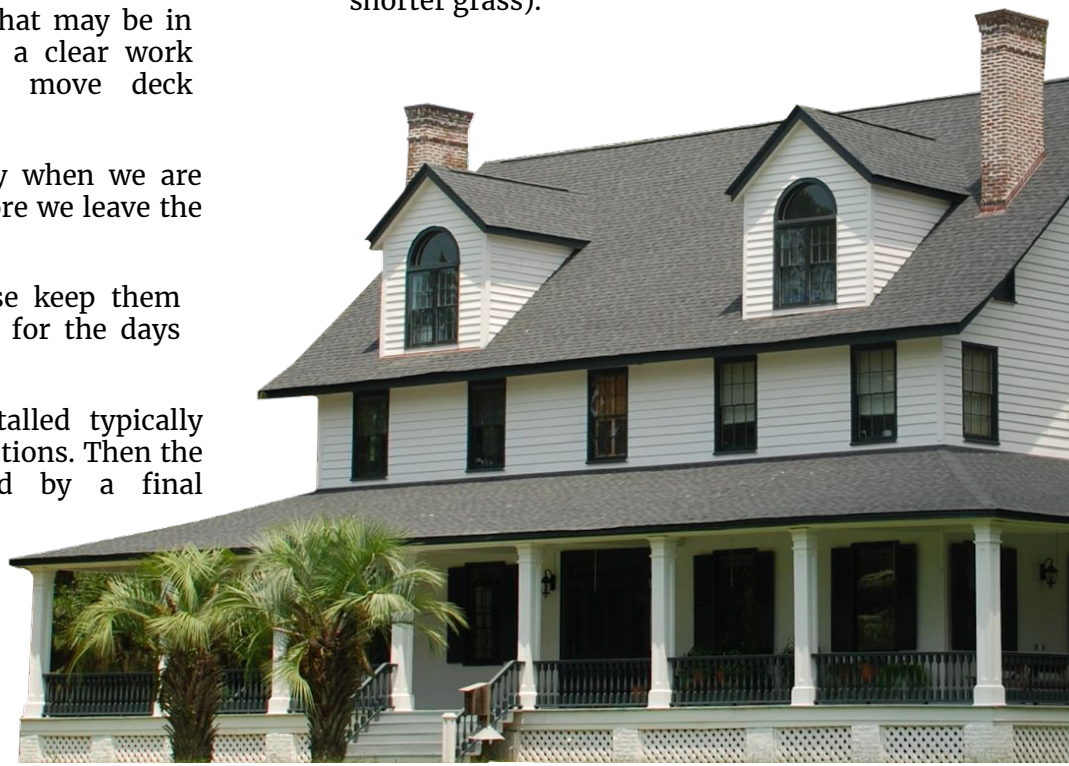 hat may be in
a clear work
move deck
when we are
ore we leave the
se keep them
for the days
talled typically
tions. Then the
d by a final
shorter grass).